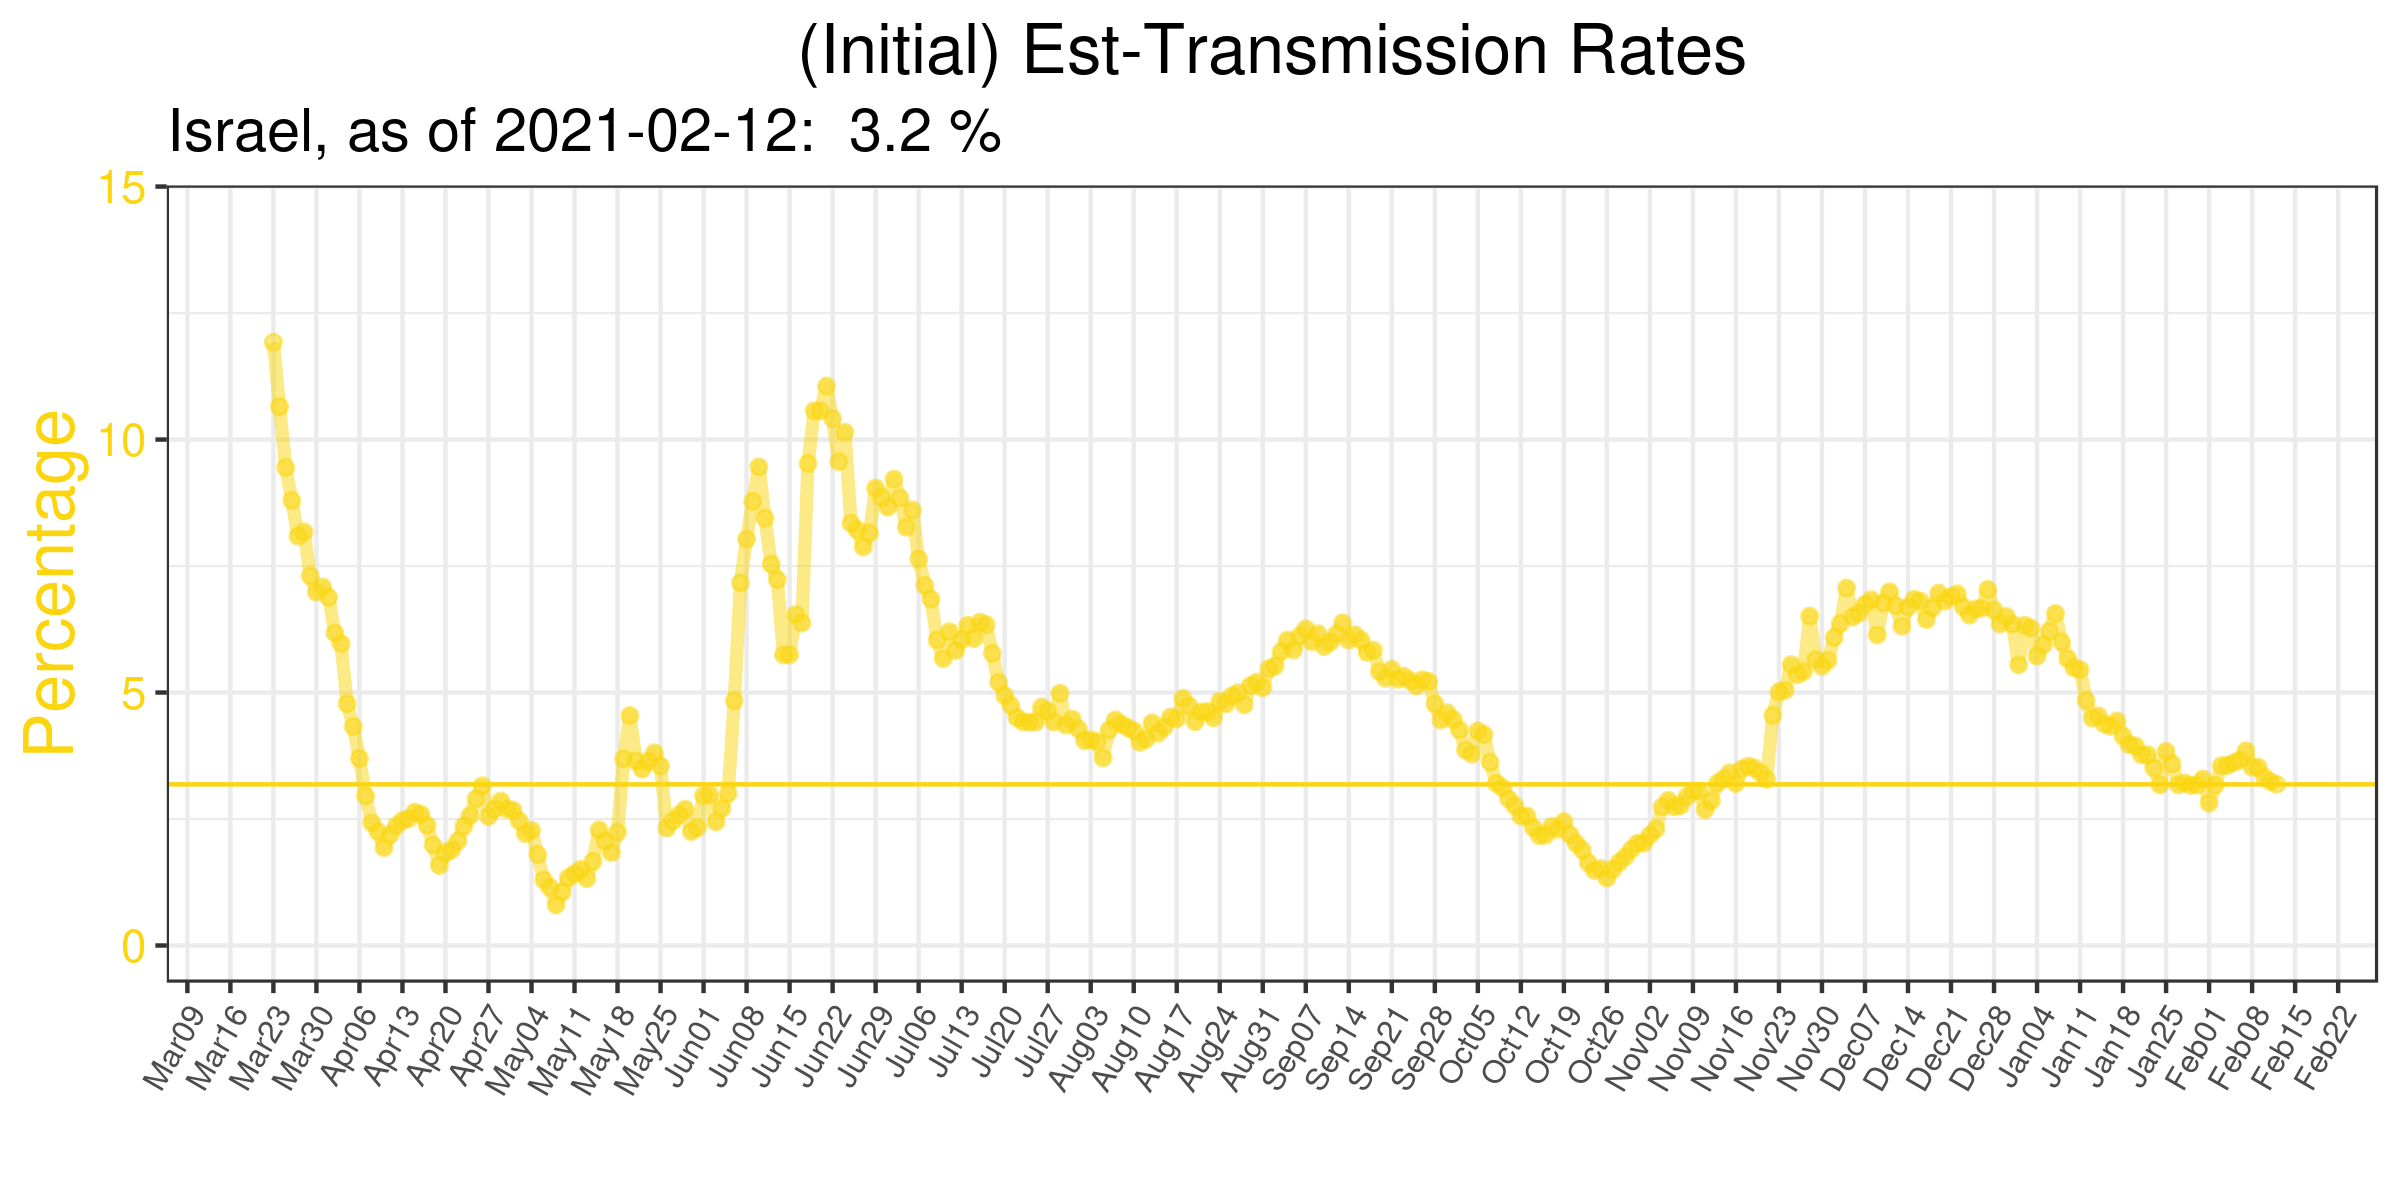 (Initial) Est-Transmission Rates
Israel, as of 2021-02-12:  3.2 %
Percentage
15
10
5
0
Mar09
Mar16
Mar23
Mar30
Apr06
Apr13
Apr20
Apr27
May04
May11
May18
May25
Jun01
Jun08
Jun15
Jun22
Jun29
Jul06
Jul13
Jul20
Jul27
Aug03
Aug10
Aug17
Aug24
Aug31
Sep07
Sep14
Sep21
Sep28
Oct05
Oct12
Oct19
Oct26
Nov02
Nov09
Nov16
Nov23
Nov30
Dec07
Dec14
Dec21
Dec28
Jan04
Jan11
Jan18
Jan25
Feb01
Feb08
Feb15
Feb22